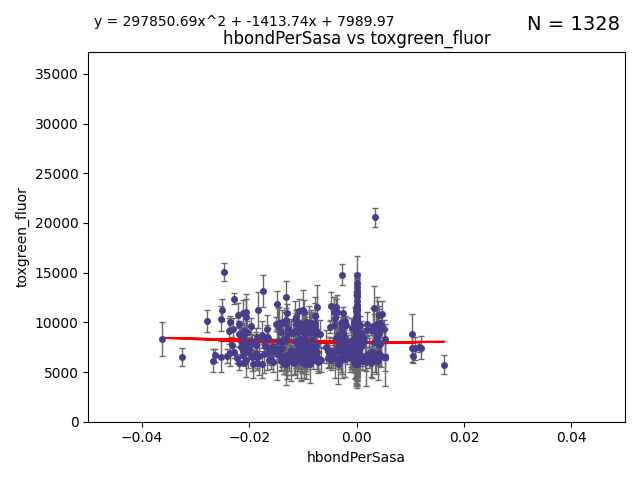 y = 297850.69x^2 + -1413.74x + 7989.97
N = 1328
hbondPerSasa vs toxgreen_fluor
35000
30000
25000
20000
15000
10000
5000
0
toxgreen_fluor
−0.04 −0.02 0.00 0.02 0.04
hbondPerSasa